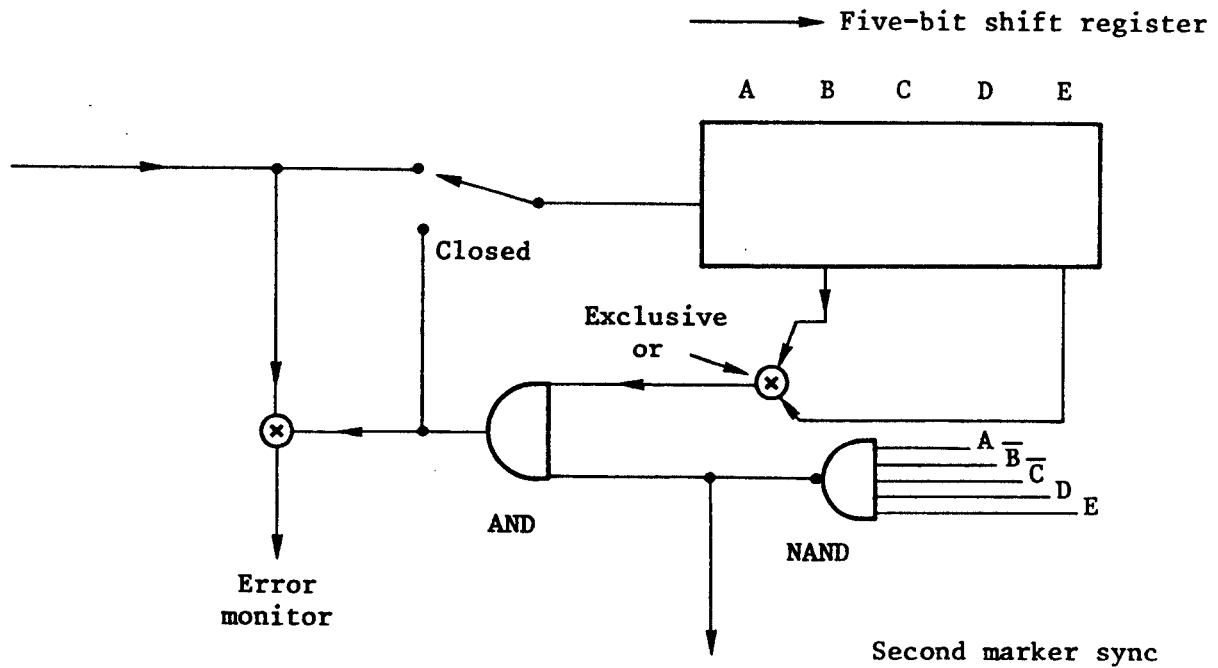 Five-bit shift register
A B C D E
Closed
Exclusive
or
A
B̅
C̅
D
E
AND
NAND
Error
monitor
Second marker sync